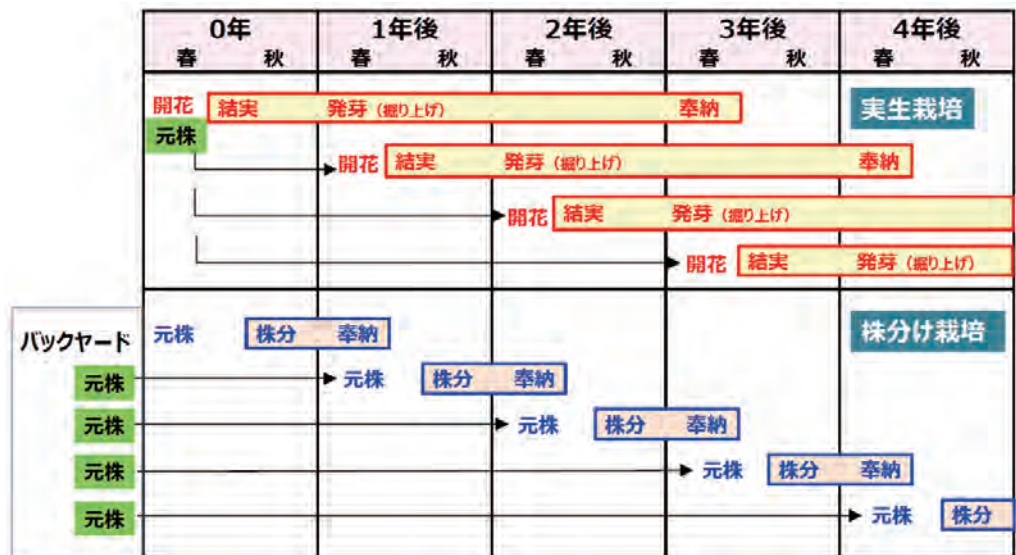 0年 1年後 2年後 3年後 4年後
春 秋 春 秋 春 秋 春 秋 春 秋
開花 結実 発芽（掘り上げ） 奉納 実生栽培
元株
開花 結実 発芽（掘り上げ） 奉納
開花 結実 発芽（掘り上げ）
開花 結実 発芽（掘り上げ）
バックヤード 元株 株分 奉納 株分け栽培
元株 元株 株分 奉納
元株 元株 株分 奉納
元株 元株 株分 奉納
元株 元株 株分